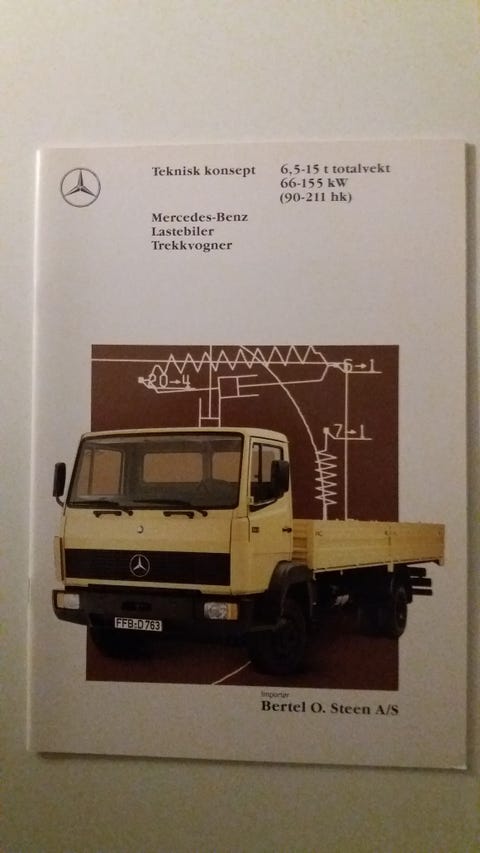 Teknisk konsept
6,5-15 t totalvekt
66-155 kW
(90-211 hk)
Mercedes-Benz
Lastebiler
Trekkvogner
20→4
6→1
7→1
FFB:D763
Importør
Bertel O. Steen A/S